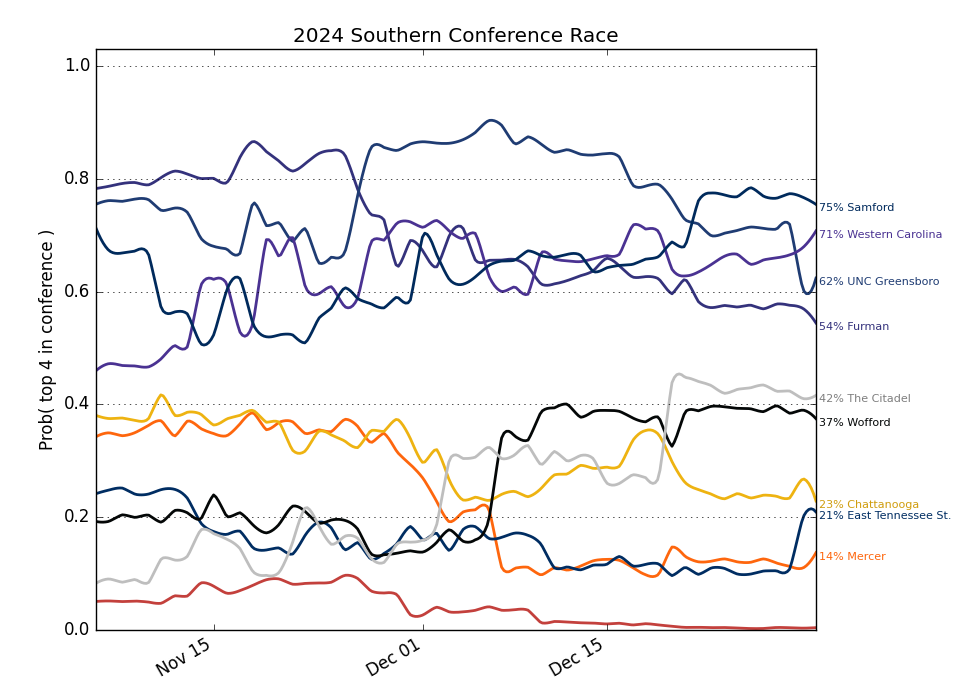 2024 Southern Conference Race
Prob( top 4 in conference )
1.0
0.8
0.6
0.4
0.2
0.0
Nov 15
Dec 01
Dec 15
75% Samford
71% Western Carolina
62% UNC Greensboro
54% Furman
42% The Citadel
37% Wofford
23% Chattanooga
21% East Tennessee St.
14% Mercer